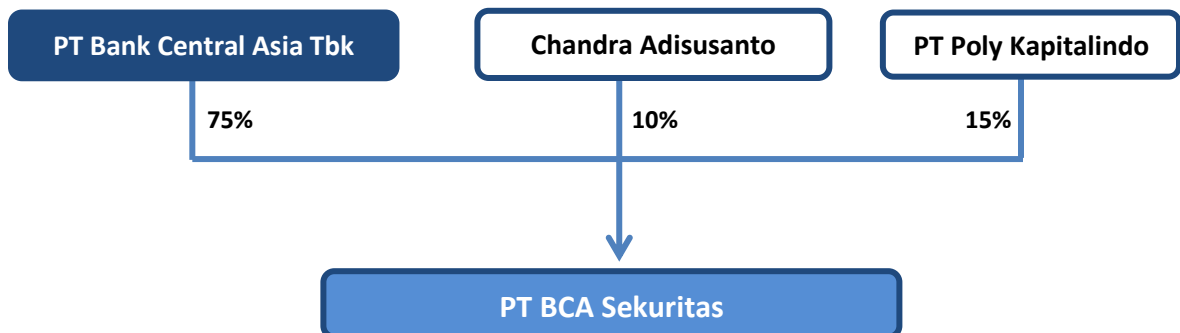 PT Bank Central Asia Tbk
Chandra Adisusanto
PT Poly Kapitalindo
75%
10%
15%
PT BCA Sekuritas